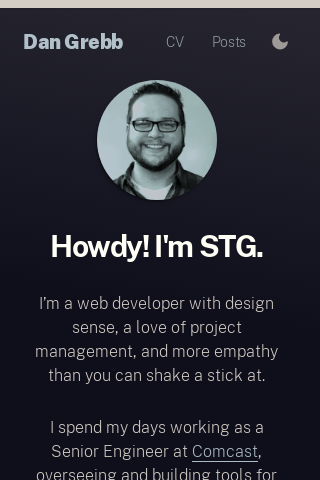 Dan Grebb
CV
Posts
Howdy! I'm STG.
I'm a web developer with design
sense, a love of project
management, and more empathy
than you can shake a stick at.
I spend my days working as a
Senior Engineer at Comcast,
overseeing and building tools for